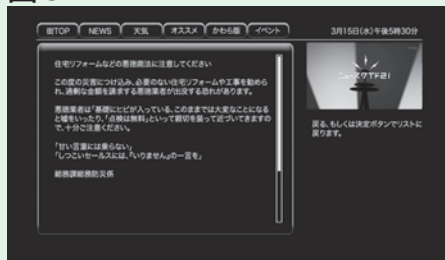 BITOP NEWS 天気 オススメ かわら版 イベント
3月15日(水)午後5時30分
住宅リフォームなどの悪徳商法に注意してください
この度の災害につけ込み、必要のない住宅リフォームや工事を勧めら
れ、過剰な金額を請求する悪徳業者が出没する恐れがあります。
悪徳業者は「基礎にヒビが入っている、このままでは大変なことになる
と嘘をいったり、「点検は無料」といって親切を装って近づいてきますの
で、十分ご注意ください。
「甘い言葉には乗らない」
「しつこいセールスには、「いりません」の一言を」
総務課総務防災係
ニュースクTF21
戻る、もしくは決定ボタンでリストに
戻ります。